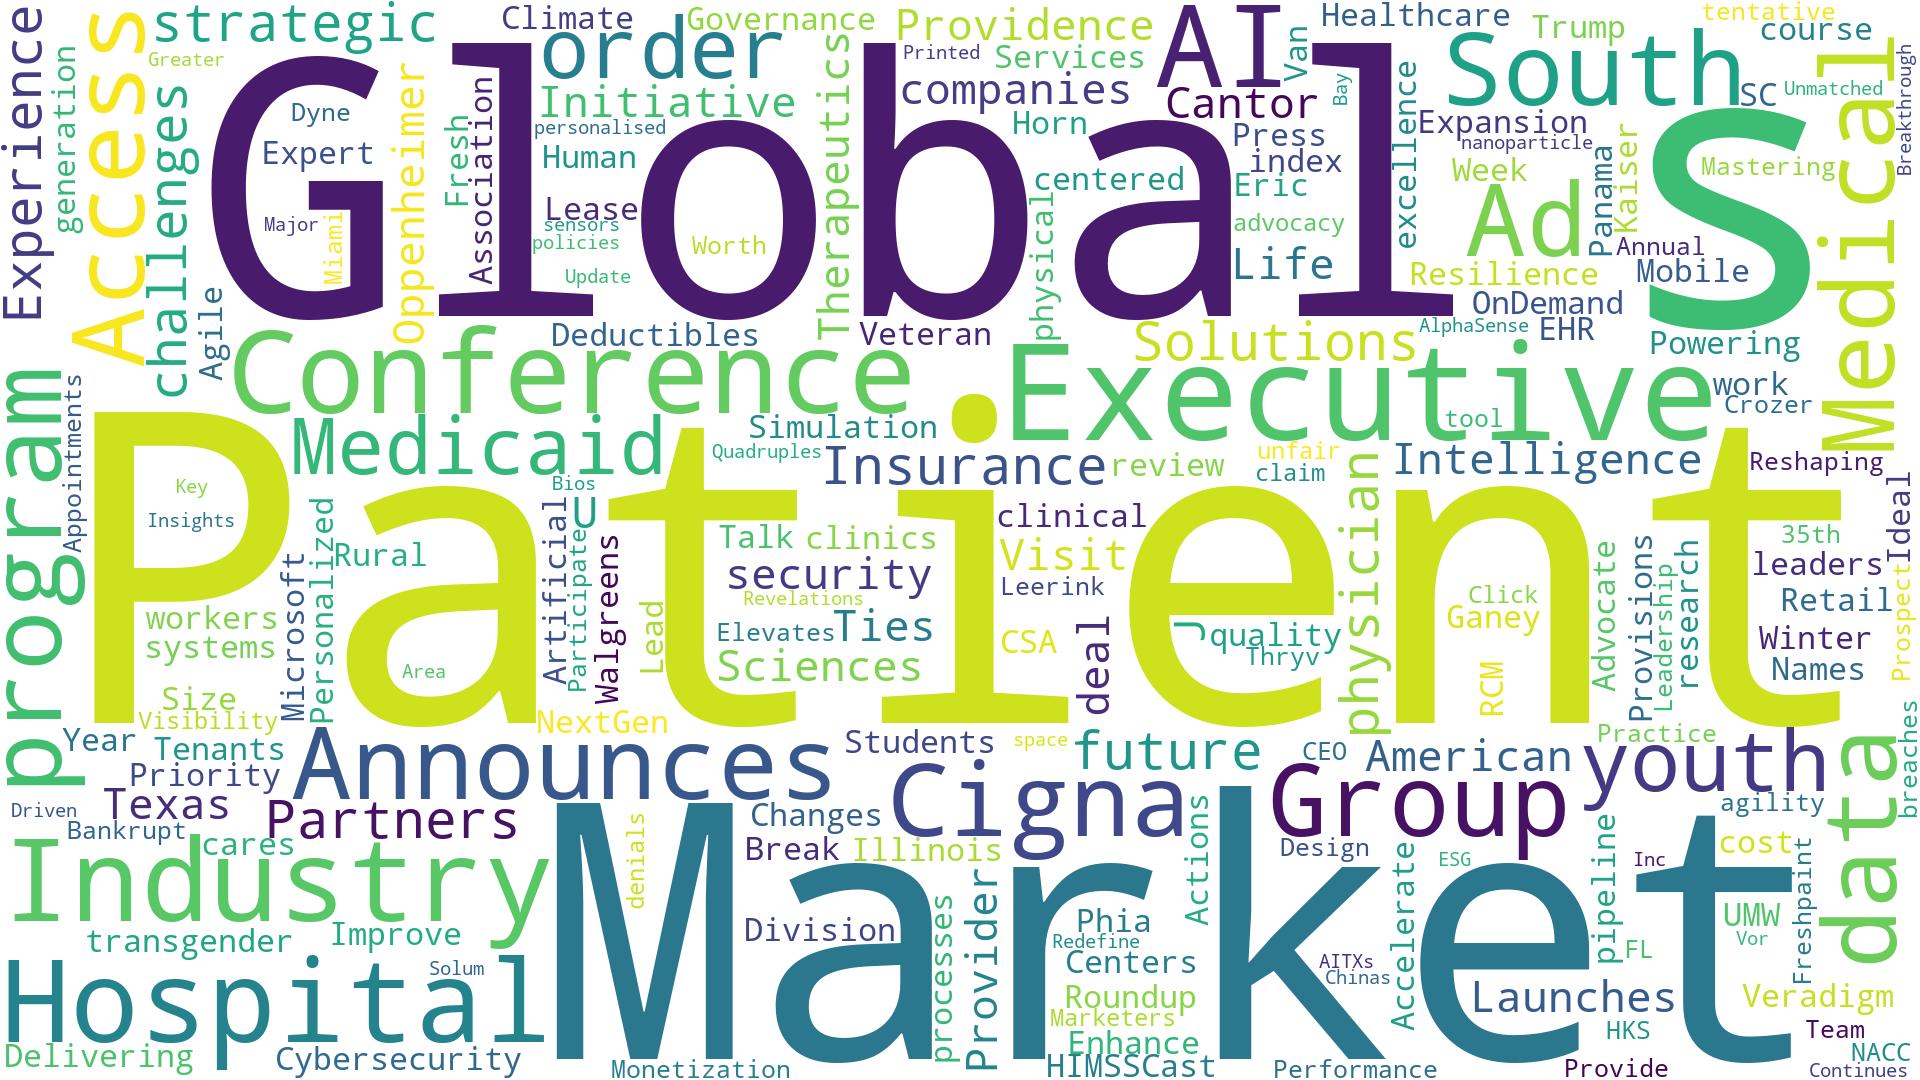 Experience
generation
Access
strategic
Greater
challenges
Agile
Global
Dyne
Expert
Major
Miami
Oppenheimer
Fresh
Association
Climate
order
Governance
Initiative
personalised
Human
Lease
sensors
policies
Update
Worth
Providence
Therapeutics
Printed
Services
companies
Horn
centered
physical
AI
Van
Cantor
Bay
Press
index
Eric
advocacy
Life
Healthcare
excellence
Trump
tentative
course
South
SC
Unmatched
Expansion
nanoparticle
Week
Ad
Panama
Kaiser
s
Mastering
Annual
Resilience
Mobile
OnDemand
Medical
Breakthrough
Deductibles
Veteran
Solutions
AlphaSense
EHR
Powering
Conference
Executive
work
Crozer
program
Appointments
Medicaid
Simulation
.
Quadruples
Insurance
review
unfair
claim
tool
Intelligence
Reshaping
Patient
Key
Insights
Bios
U
Personalized
Rural
Microsoft
Artificial
Participate
Walgreens
Lead
Talk
clinics
security
Revelations
Elevates
Ties
Sciences
clinical
Visit
Leerink
CSA
deal
J
quality
Thryv
physician
Click
Ganey
RCM
Advocate
Provisions
Leadership
research
35th
leaders
Ideal
Retail
Winter
Names
Prospect
workers
systems
Size
Visibility
Area
NextGen
Year
Tenants
Priority
Announces
Students
space
future
CEO
American
Practice
youth
data
breaches
Driven
Texas
Bankrupt
cares
Partners
Changes
Cigna
Group
agility
Industry
denials
Break
Illinois
Market
Actions
Design
Accelerate
ESG
pipeline
Inc
cost
Freshpaint
transgender
Improve
Division
processes
Provider
Phia
Redefine
Centers
AITXs
Chinas
FL
UMW
Vor
Hospital
Solum
Roundup
Marketers
Launches
Veradigm
Enhance
HKS
Team
Delivering
Cybersecurity
Monetization
HIMSSCast
Performance
Provide
NACC
Continues